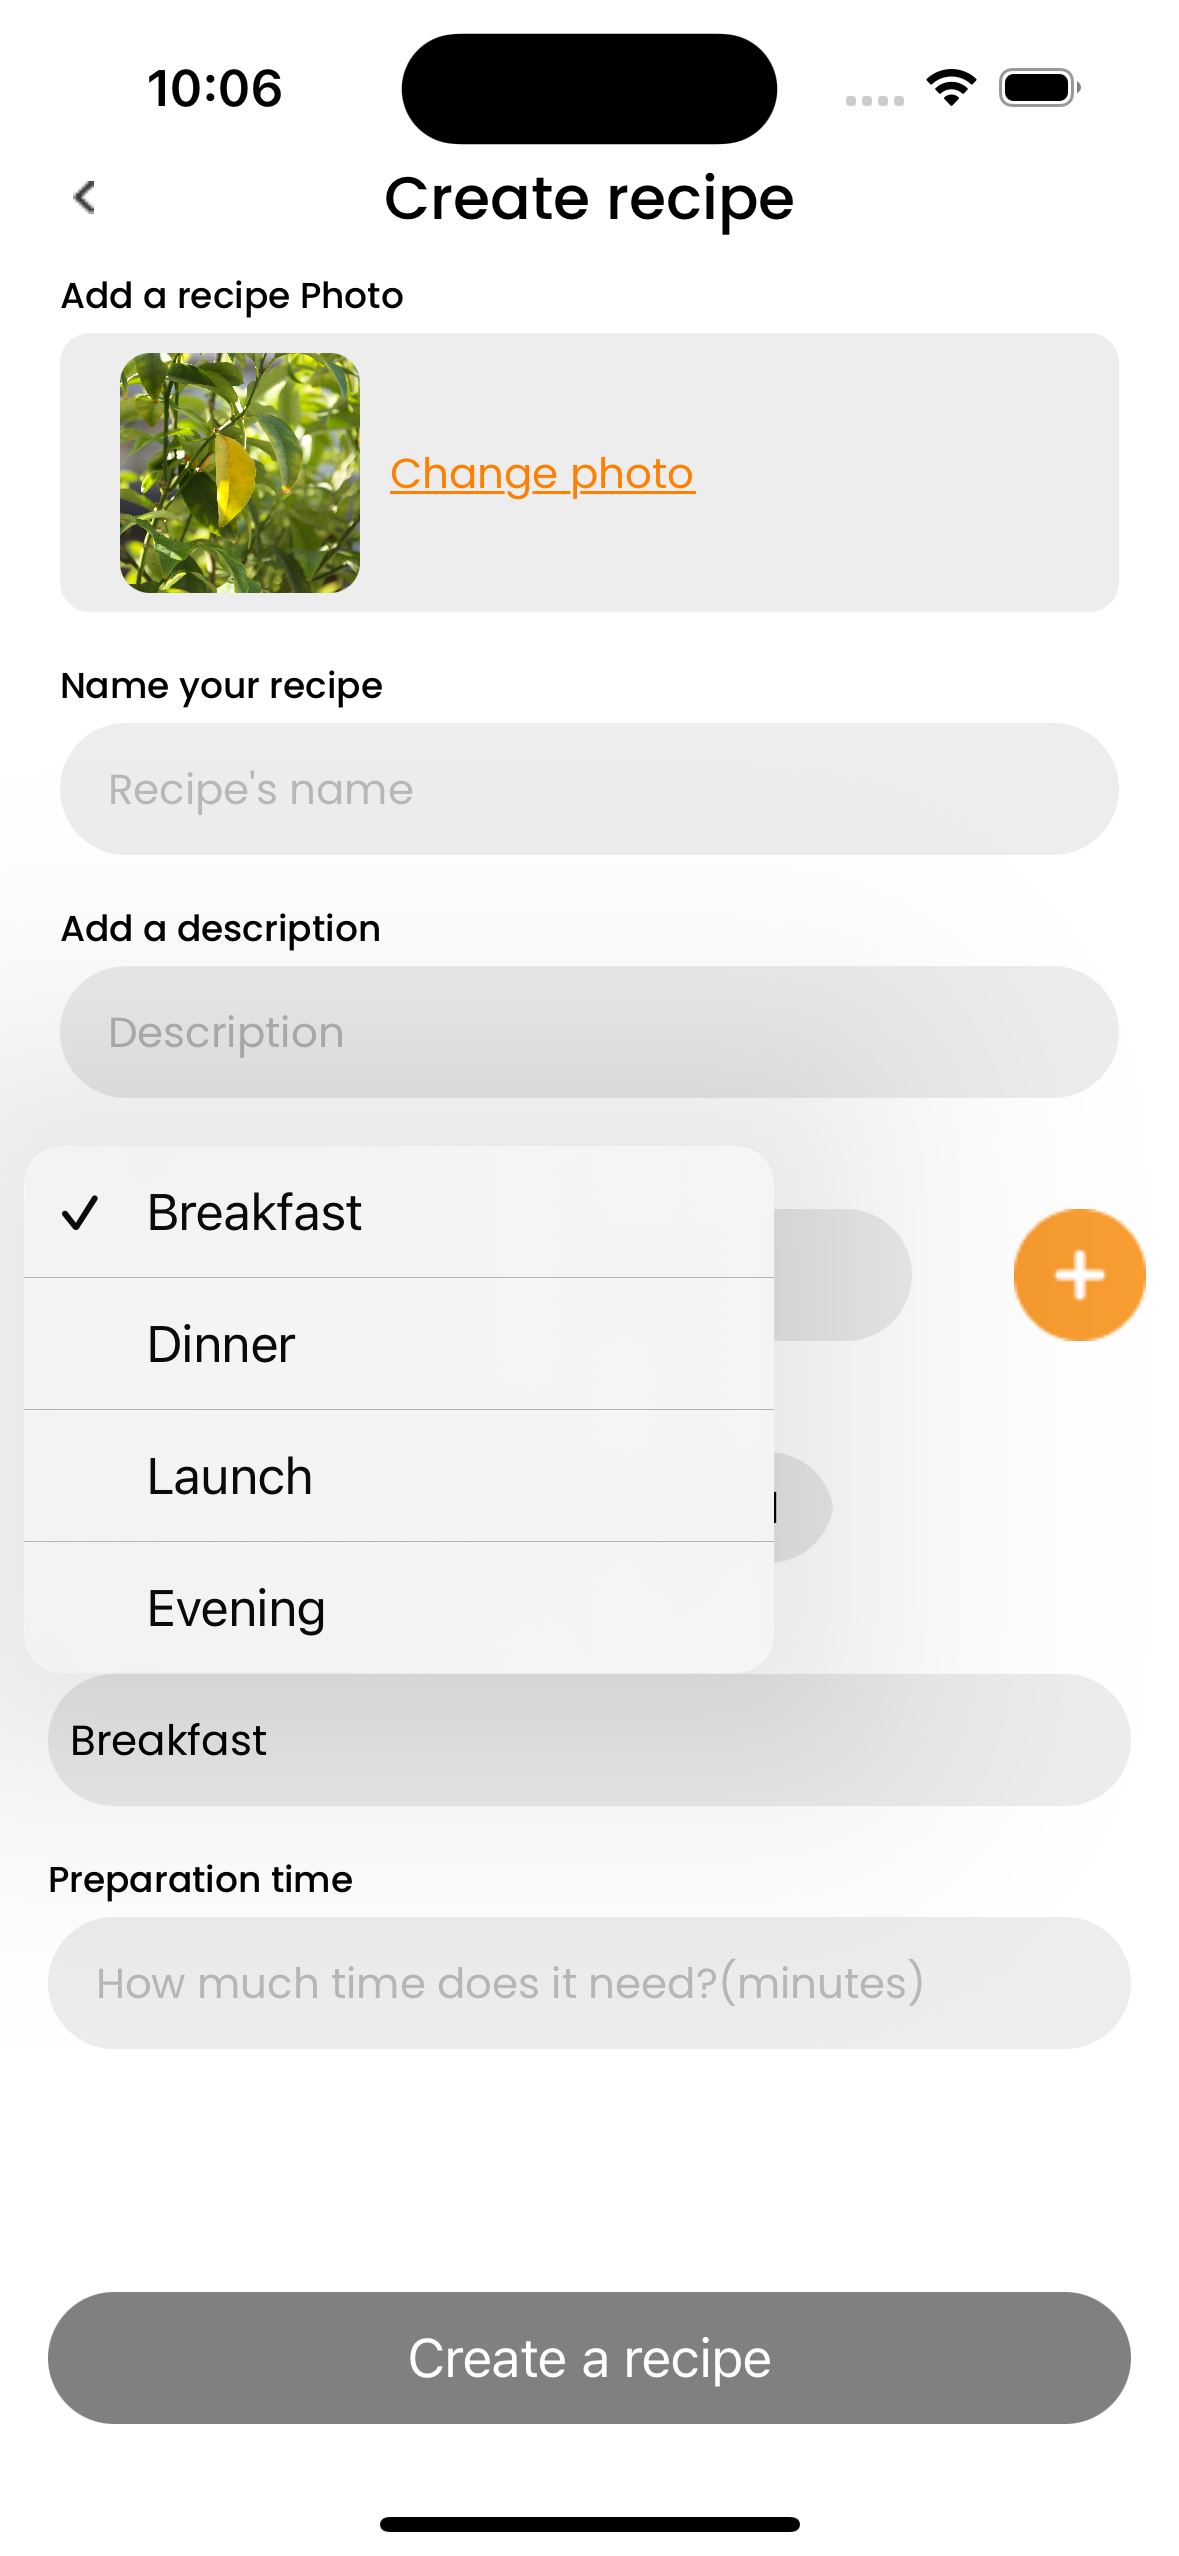 10:06
Create recipe
Add a recipe Photo
Change photo
Name your recipe
Recipe's name
Add a description
Description
Breakfast
Dinner
Launch
Evening
Breakfast
Preparation time
How much time does it need?(minutes)
Create a recipe